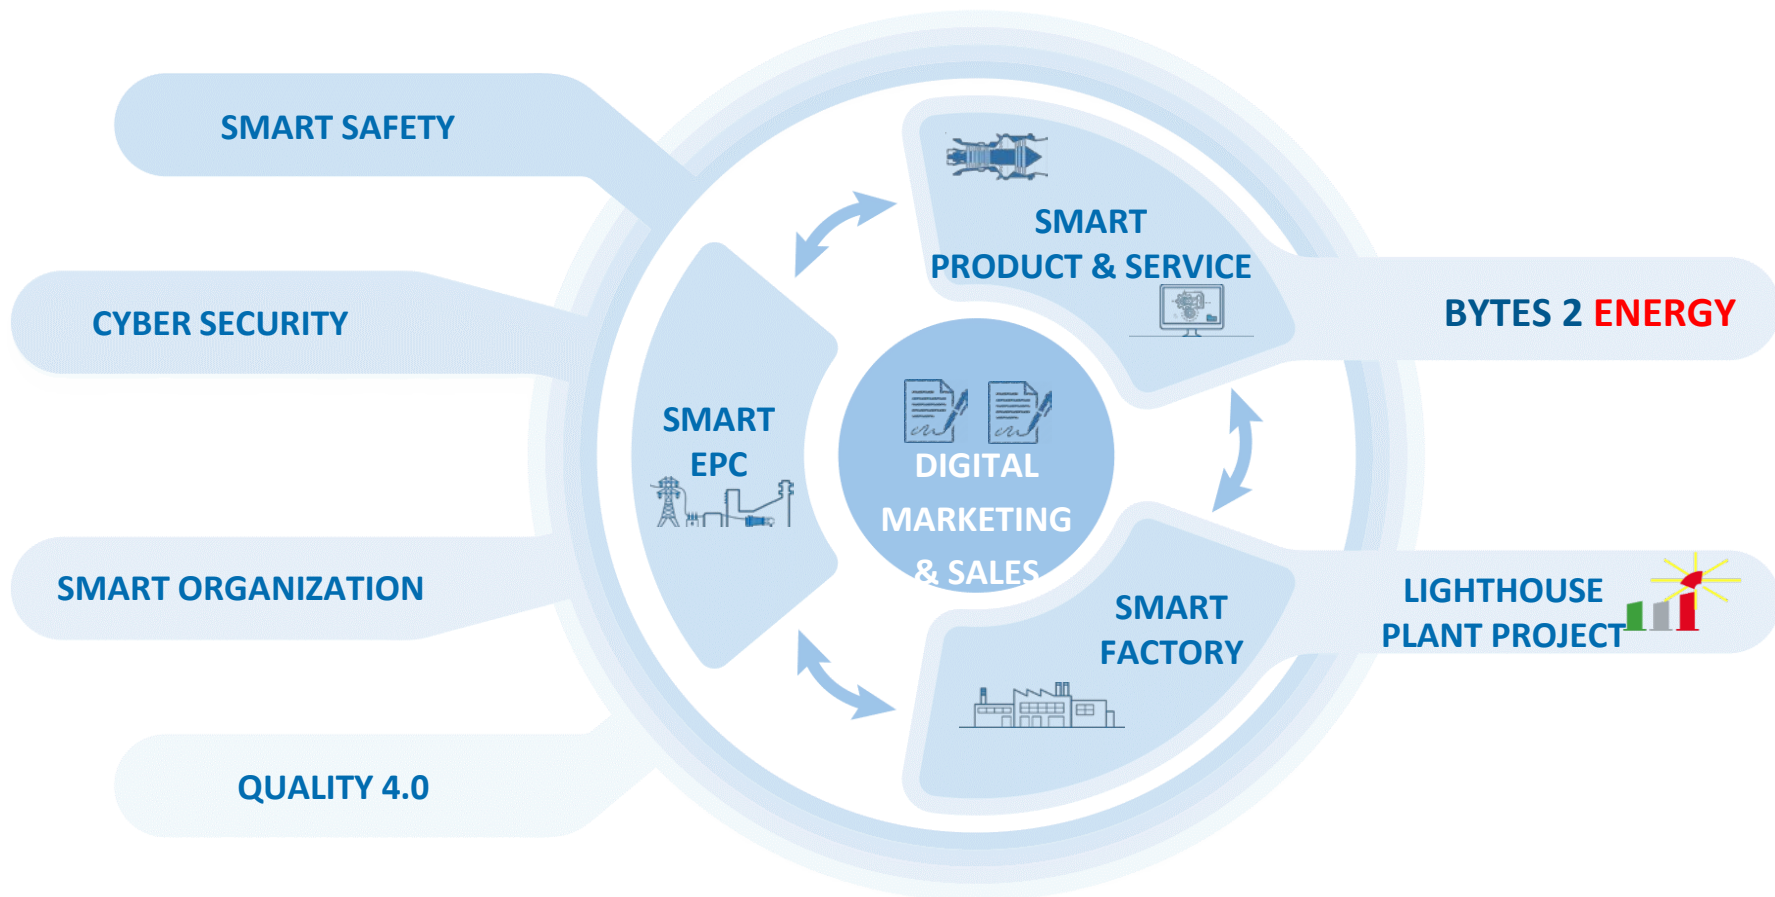 SMART SAFETY
CYBER SECURITY
SMART ORGANIZATION
QUALITY 4.0
SMART
EPC
SMART
PRODUCT & SERVICE
DIGITAL
MARKETING
& SALES
SMART
FACTORY
BYTES 2 ENERGY
LIGHTHOUSE
PLANT PROJECT